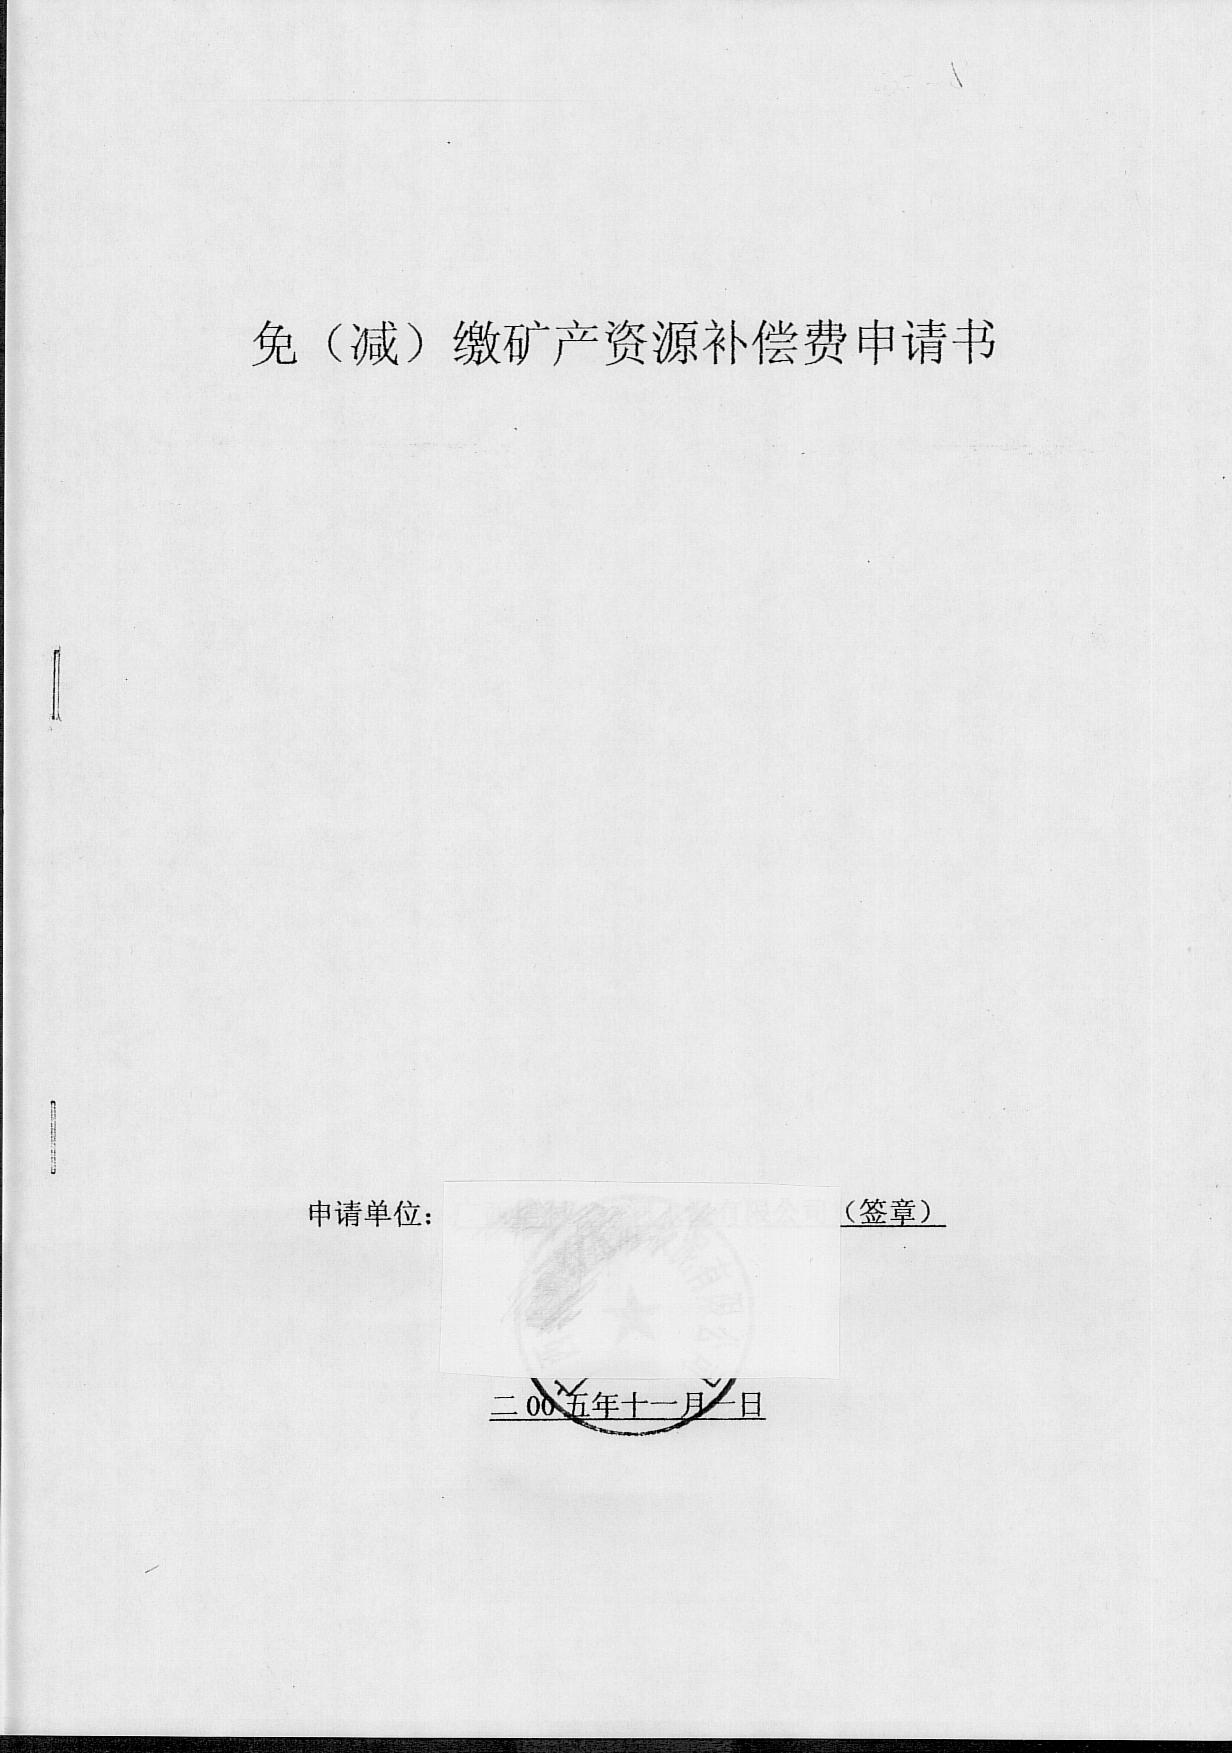 免（减）缴矿产资源补偿费申请书
申请单位：
（签章）
二00五年十一月一日